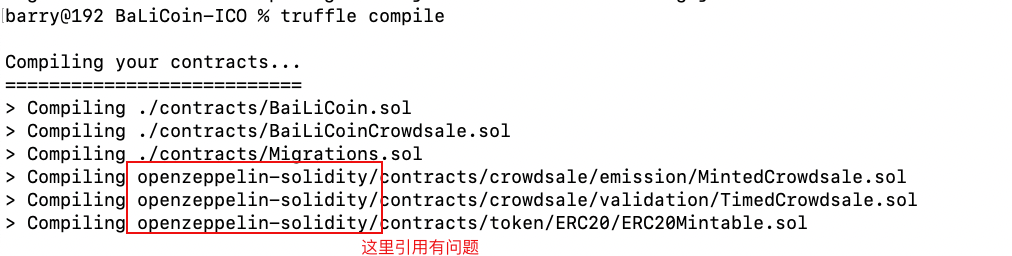 barry@192 BaLiCoin-ICO % truffle compile
Compiling your contracts...
===========================
> Compiling ./contracts/BaiLiCoin.sol
> Compiling ./contracts/BaiLiCoinCrowdsale.sol
> Compiling ./contracts/Migrations.sol
> Compiling openzeppelin-solidity/contracts/crowdsale/emission/MintedCrowdsale.sol
> Compiling openzeppelin-solidity/contracts/crowdsale/validation/TimedCrowdsale.sol
> Compiling openzeppelin-solidity/contracts/token/ERC20/ERC20Mintable.sol
这里引用有问题